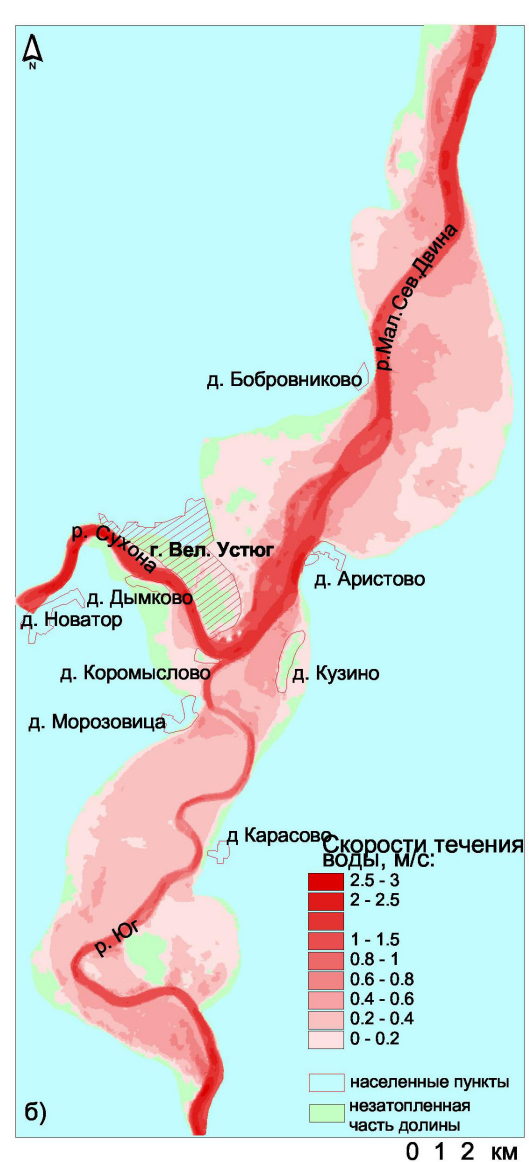 N
р.Мал.Сев.Двина
д. Бобровниково
р. Сухона
г. Вел. Устюг
д. Аристово
д. Дымково
д. Новатор
д. Коромыслово
д. Кузино
д. Морозовица
д Карасово
р. Юг
Скорости течения
воды, м/с:
2.5 - 3
2 - 2.5
1 - 1.5
0.8 - 1
0.6 - 0.8
0.4 - 0.6
0.2 - 0.4
0 - 0.2
населенные пункты
незатопленная
часть долины
б)
0 1 2 км